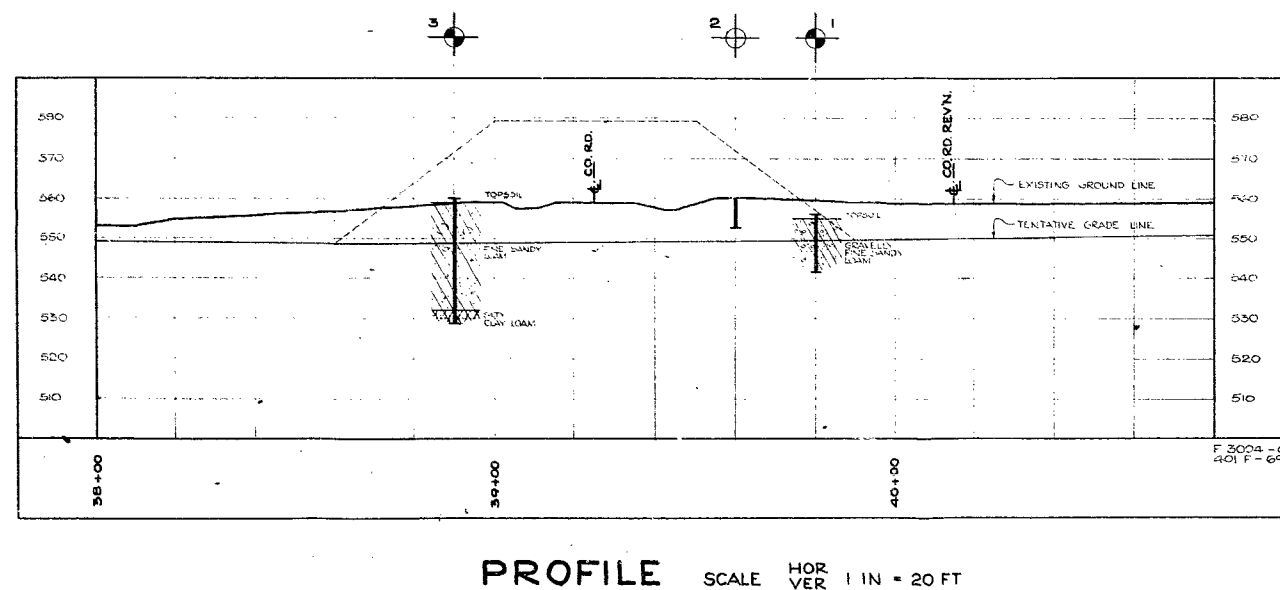 3
2
1
590
580
570
570
560
560
550
550
540
540
530
530
520
520
510
510
CO. RD.
CO. RD. REV'N.
TOPSOIL
EXISTING GROUND LINE
TOPSOIL
TENTATIVE GRADE LINE
FINE SANDY
LOAM
GRAVELLY
FINE SANDY
LOAM
SILTY
CLAY LOAM
38+00
39+00
40+00
PROFILE
SCALE HOR VER 1 IN = 20 FT